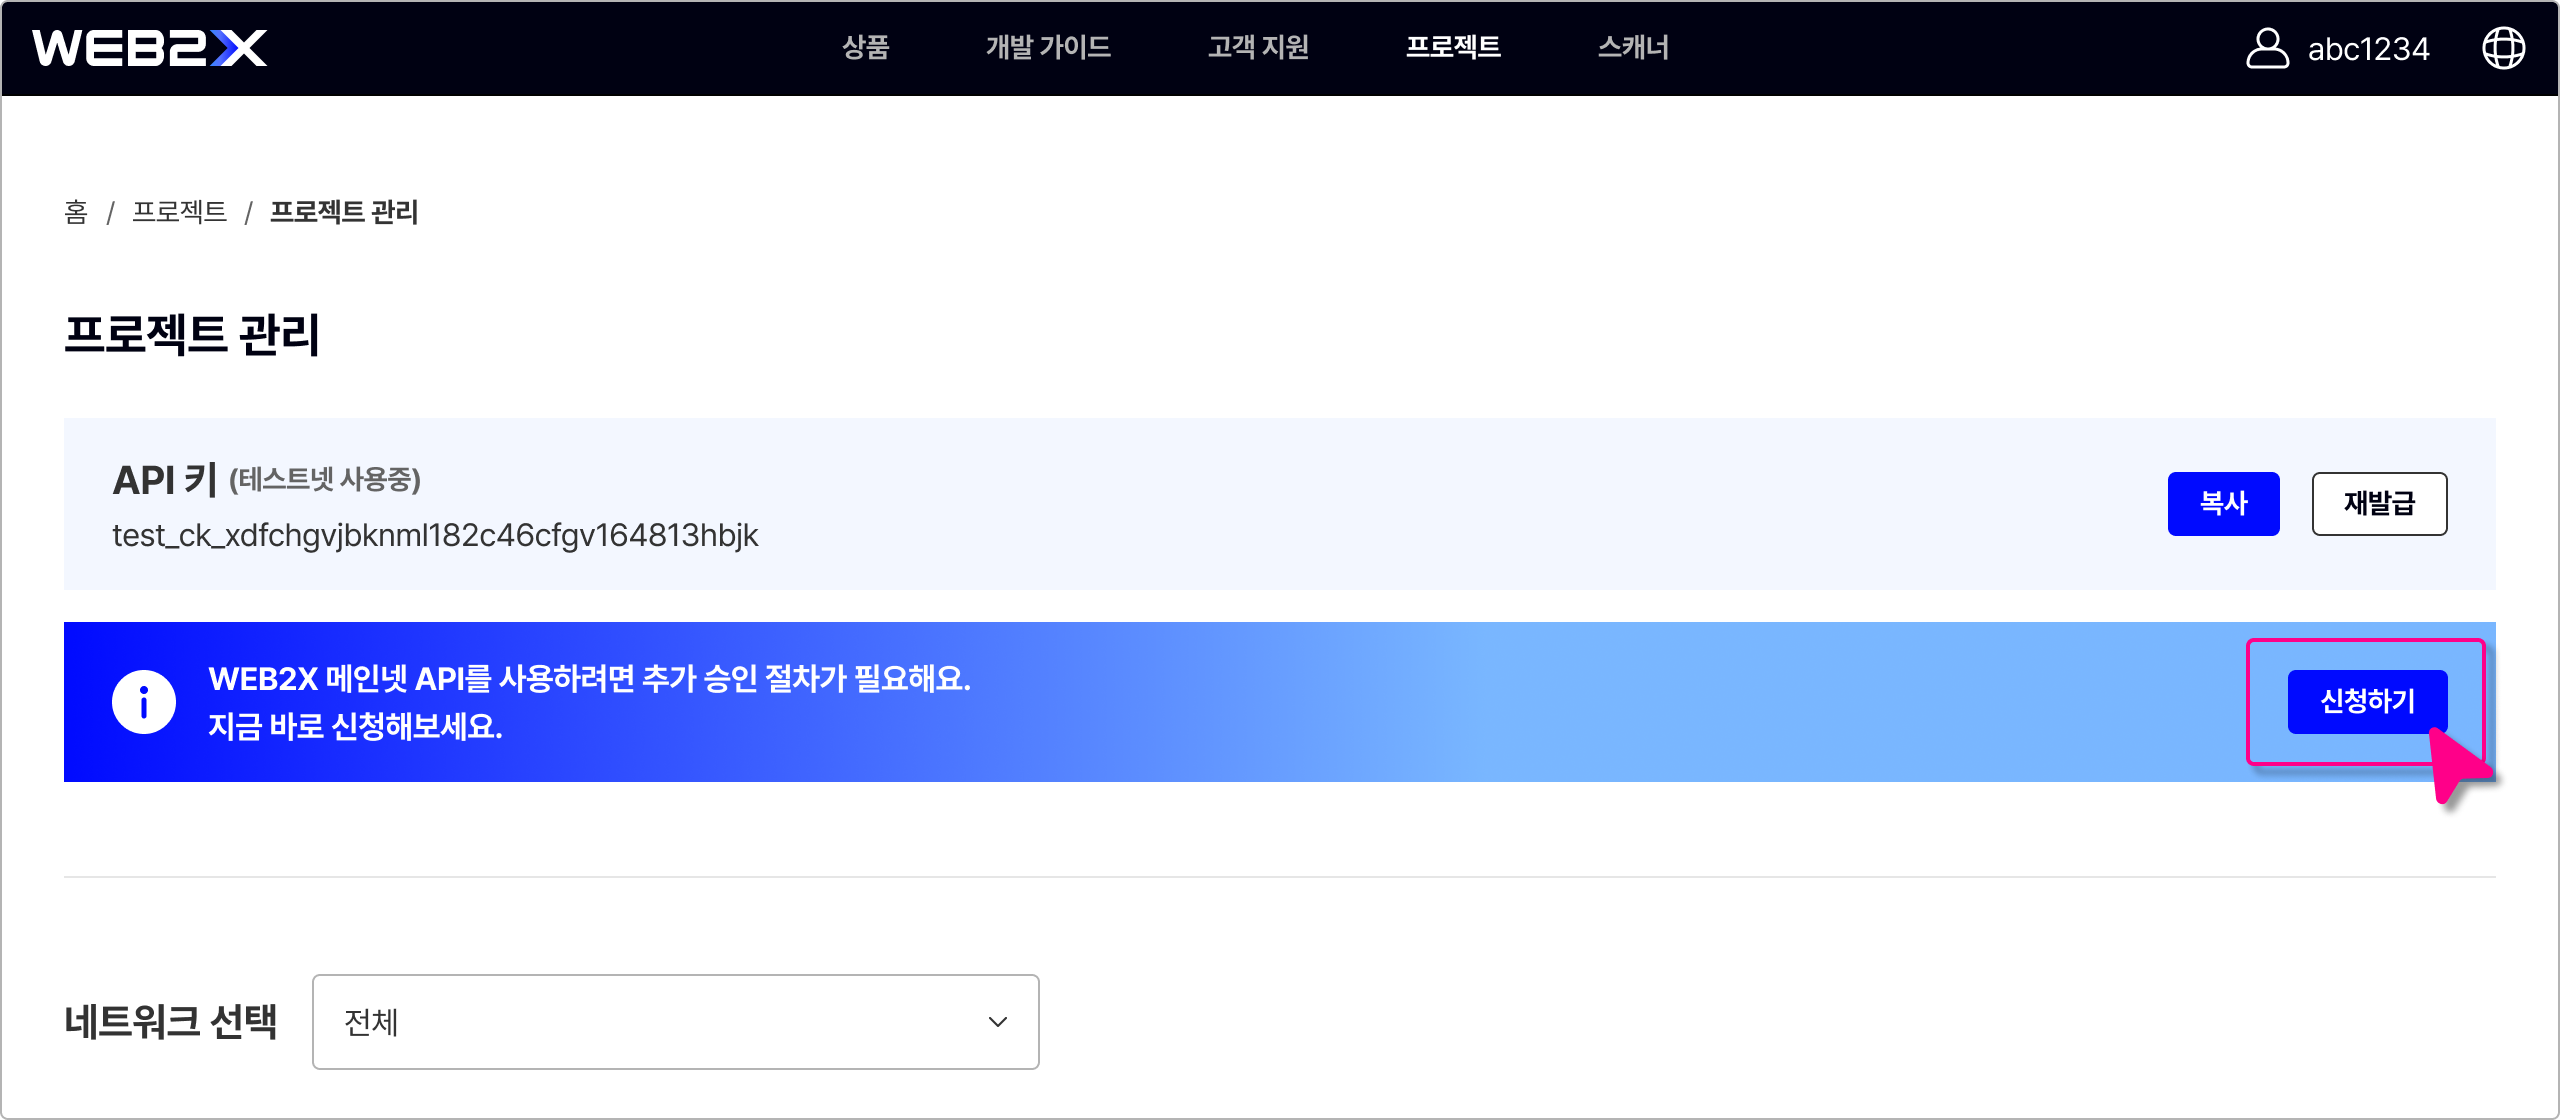 WEB2X 상품 개발 가이드 고객 지원 프로젝트 스캐너 abc1234
홈 / 프로젝트 / 프로젝트 관리
프로젝트 관리
API 키 (테스트넷 사용중)
test_ck_xdfchgvjbknml182c46cfgv164813hbjk
복사 재발급
WEB2X 메인넷 API를 사용하려면 추가 승인 절차가 필요해요.
지금 바로 신청해보세요.
신청하기
네트워크 선택 전체